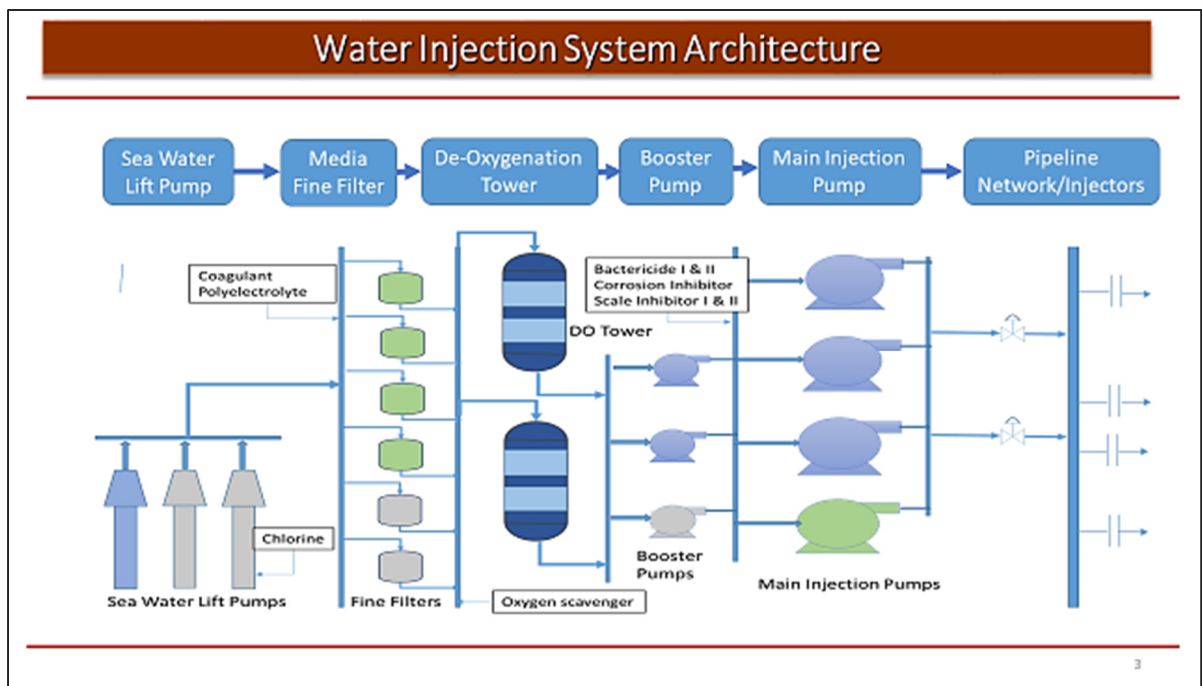 Water Injection System Architecture
Sea Water
Lift Pump
Media
Fine Filter
De-Oxygenation
Tower
Booster
Pump
Main Injection
Pump
Pipeline
Network/Injectors
Coagulant
Polyelectrolyte
Bactericide I & II
Corrosion Inhibitor
Scale Inhibitor I & II
DO Tower
Chlorine
Sea Water Lift Pumps
Fine Filters
Oxygen scavenger
Booster
Pumps
Main Injection Pumps
3